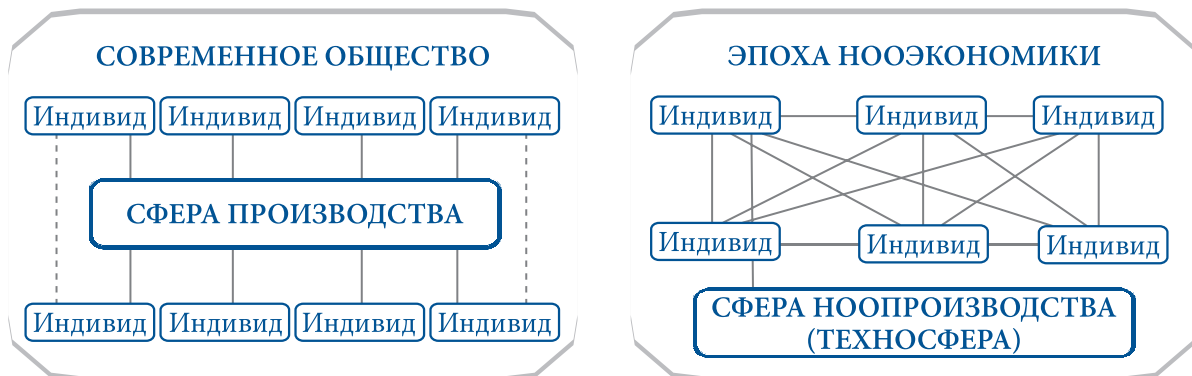 СОВРЕМЕННОЕ ОБЩЕСТВО
Индивид Индивид Индивид Индивид
СФЕРА ПРОИЗВОДСТВА
Индивид Индивид Индивид Индивид
ЭПОХА НООЭКОНОМИКИ
Индивид Индивид Индивид
Индивид Индивид Индивид
СФЕРА НООПРОИЗВОДСТВА
(ТЕХНОСФЕРА)